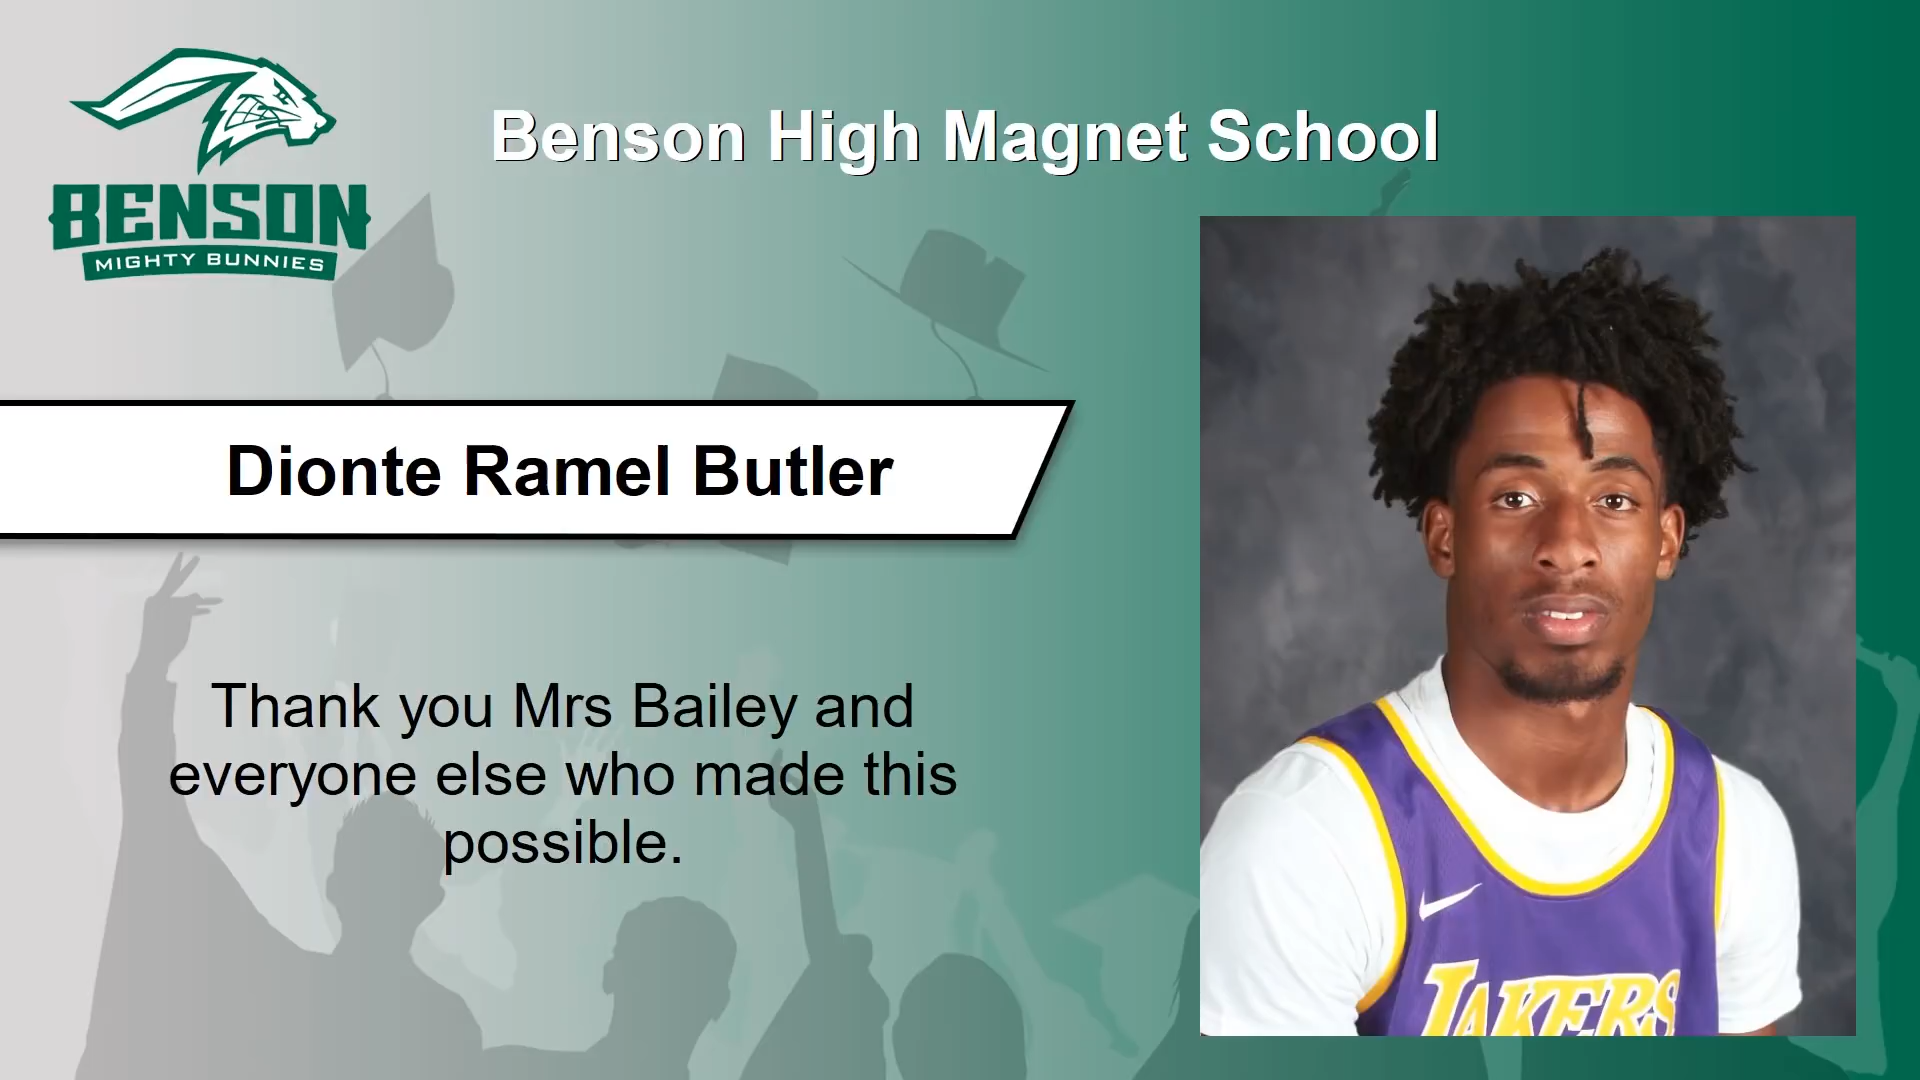 BENSON
MIGHTY BUNNIES
Benson High Magnet School
Dionte Ramel Butler
Thank you Mrs Bailey and
everyone else who made this
possible.
LAKERS